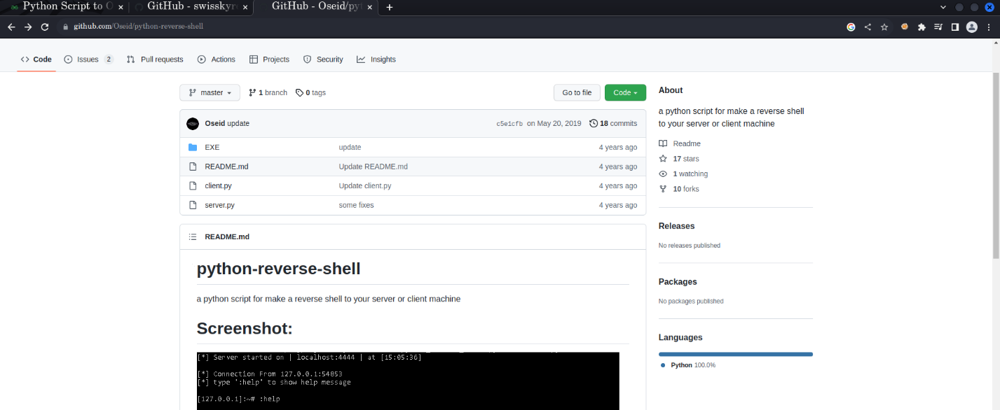 Python Script to O
GitHub - swisskyr
GitHub - Oseid/pyt
github.com/Oseid/python-reverse-shell
Code Issues 2 Pull requests Actions Projects Security Insights
master 1 branch 0 tags Go to file Code
Oseid update c5e1cfb on May 20, 2019 18 commits
EXE update 4 years ago
README.md Update README.md 4 years ago
client.py Update client.py 4 years ago
server.py some fixes 4 years ago
README.md
python-reverse-shell
a python script for make a reverse shell to your server or client machine
Screenshot:
[*] Server started on | localhost:4444 | at [15:05:36]
[*] Connection From 127.0.0.1:54853
[*] type ':help' to show help message
[127.0.0.1]:~# :help
About
a python script for make a reverse shell
to your server or client machine
Readme
17 stars
1 watching
10 forks
Releases
No releases published
Packages
No packages published
Languages
Python 100.0%